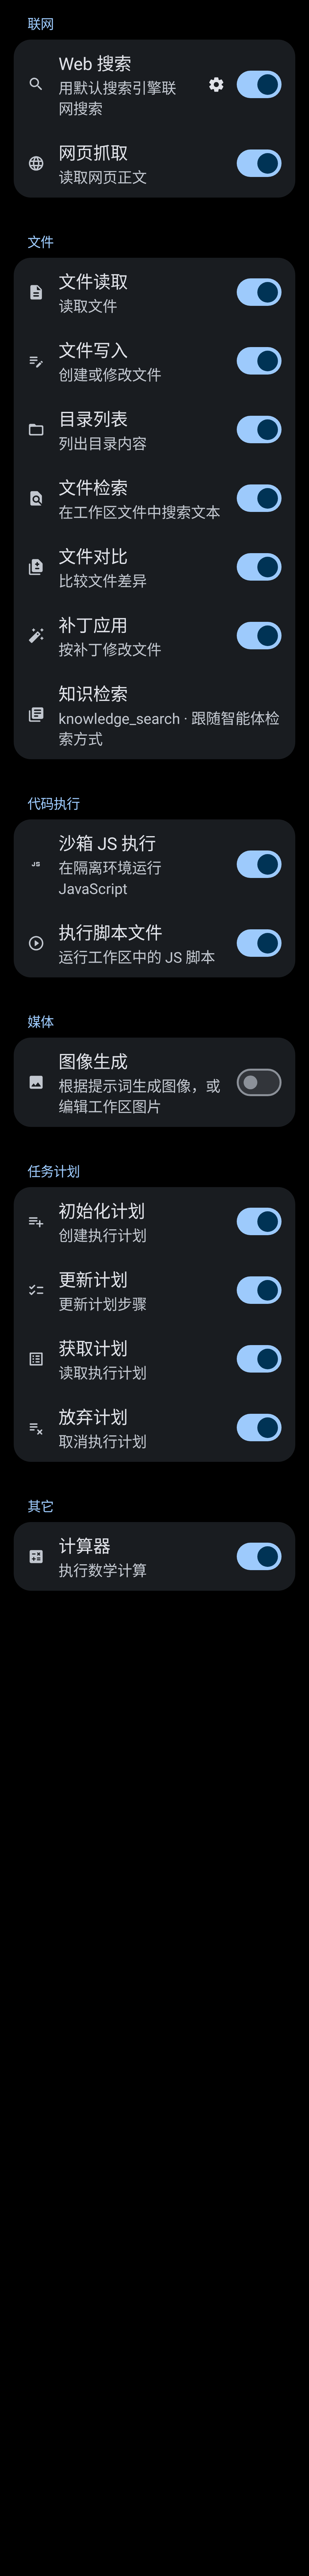 联网
Web 搜索
用默认搜索引擎联
网搜索
网页抓取
读取网页正文
文件
文件读取
读取文件
文件写入
创建或修改文件
目录列表
列出目录内容
文件检索
在工作区文件中搜索文本
文件对比
比较文件差异
补丁应用
按补丁修改文件
知识检索
knowledge_search · 跟随智能体检
索方式
代码执行
JS
沙箱 JS 执行
在隔离环境运行
JavaScript
执行脚本文件
运行工作区中的 JS 脚本
媒体
图像生成
根据提示词生成图像，或
编辑工作区图片
任务计划
初始化计划
创建执行计划
更新计划
更新计划步骤
获取计划
读取执行计划
放弃计划
取消执行计划
其它
计算器
执行数学计算